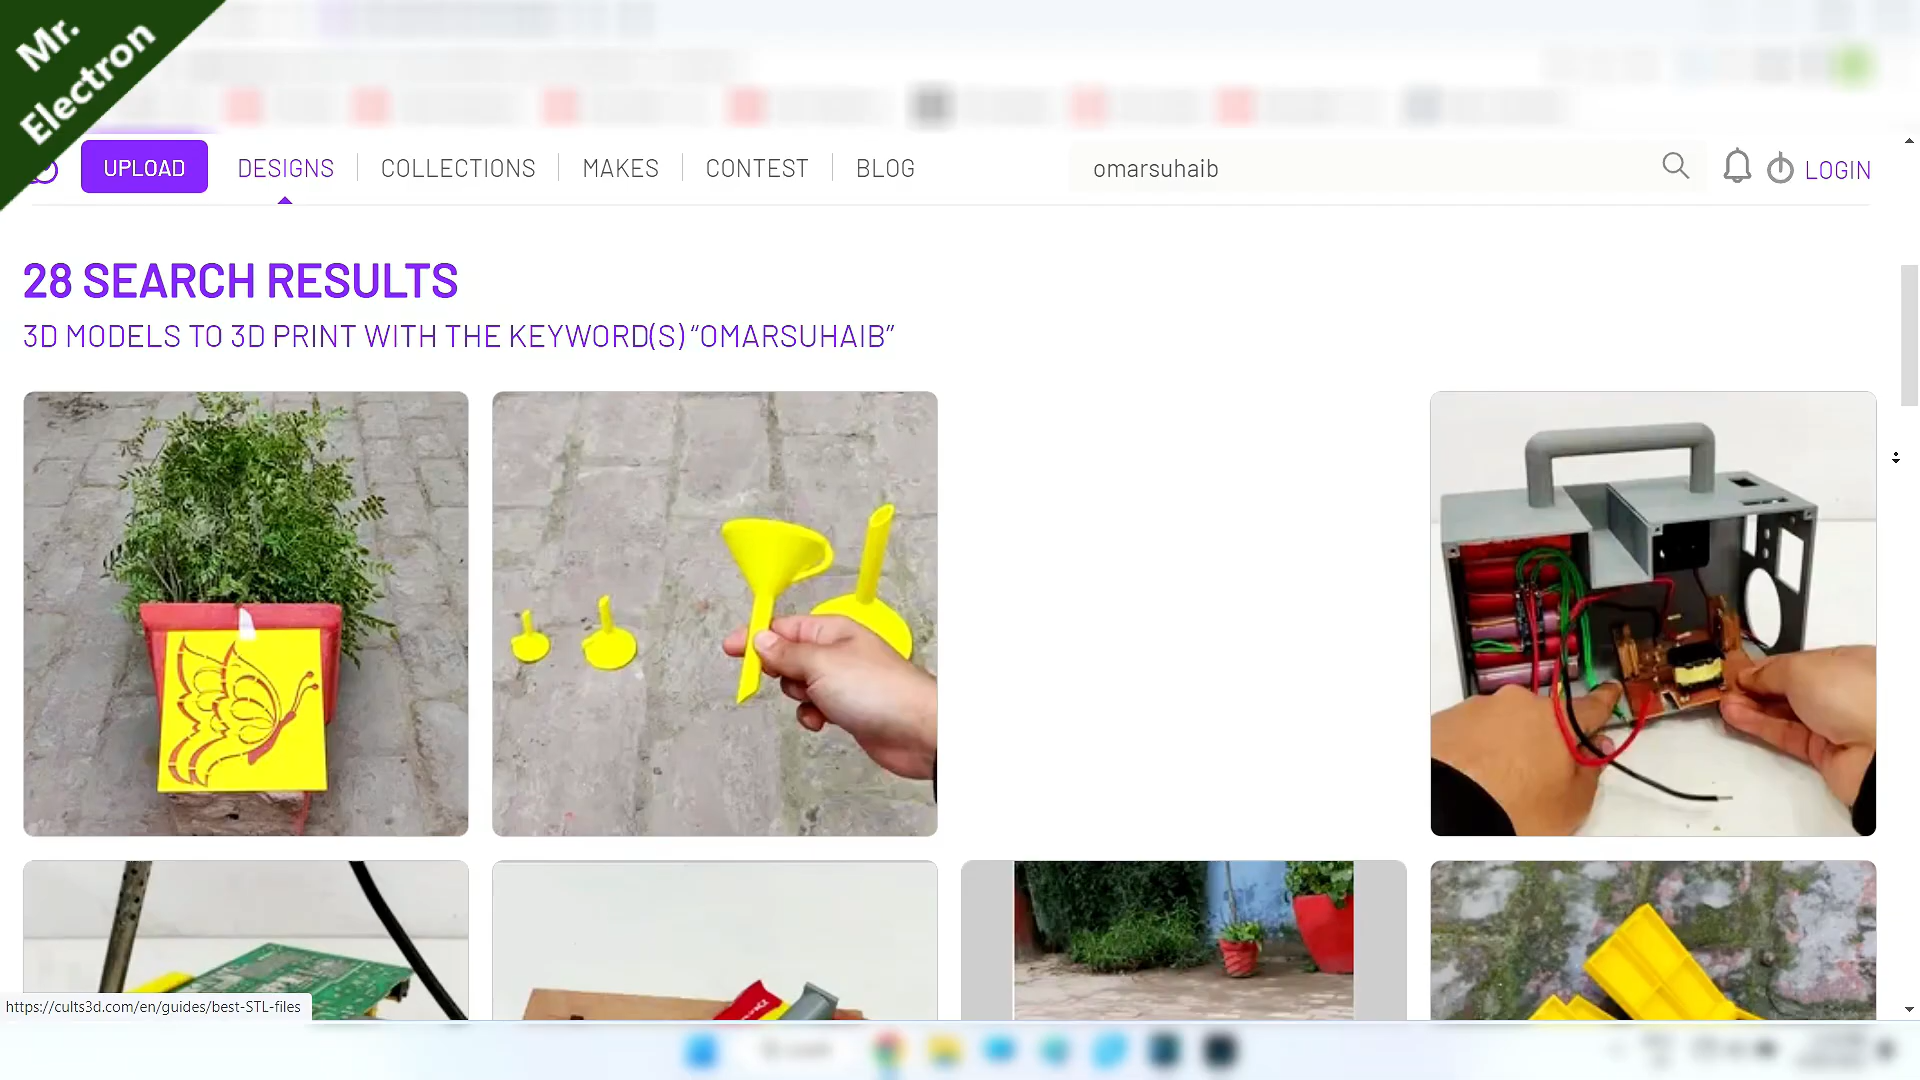 Mr.
Electron
UPLOAD
DESIGNS
COLLECTIONS
MAKES
CONTEST
BLOG
omarsuhaib
LOGIN
28 SEARCH RESULTS
3D MODELS TO 3D PRINT WITH THE KEYWORD(S) “OMARSUHAIB”
https://cults3d.com/en/guides/best-STL-files